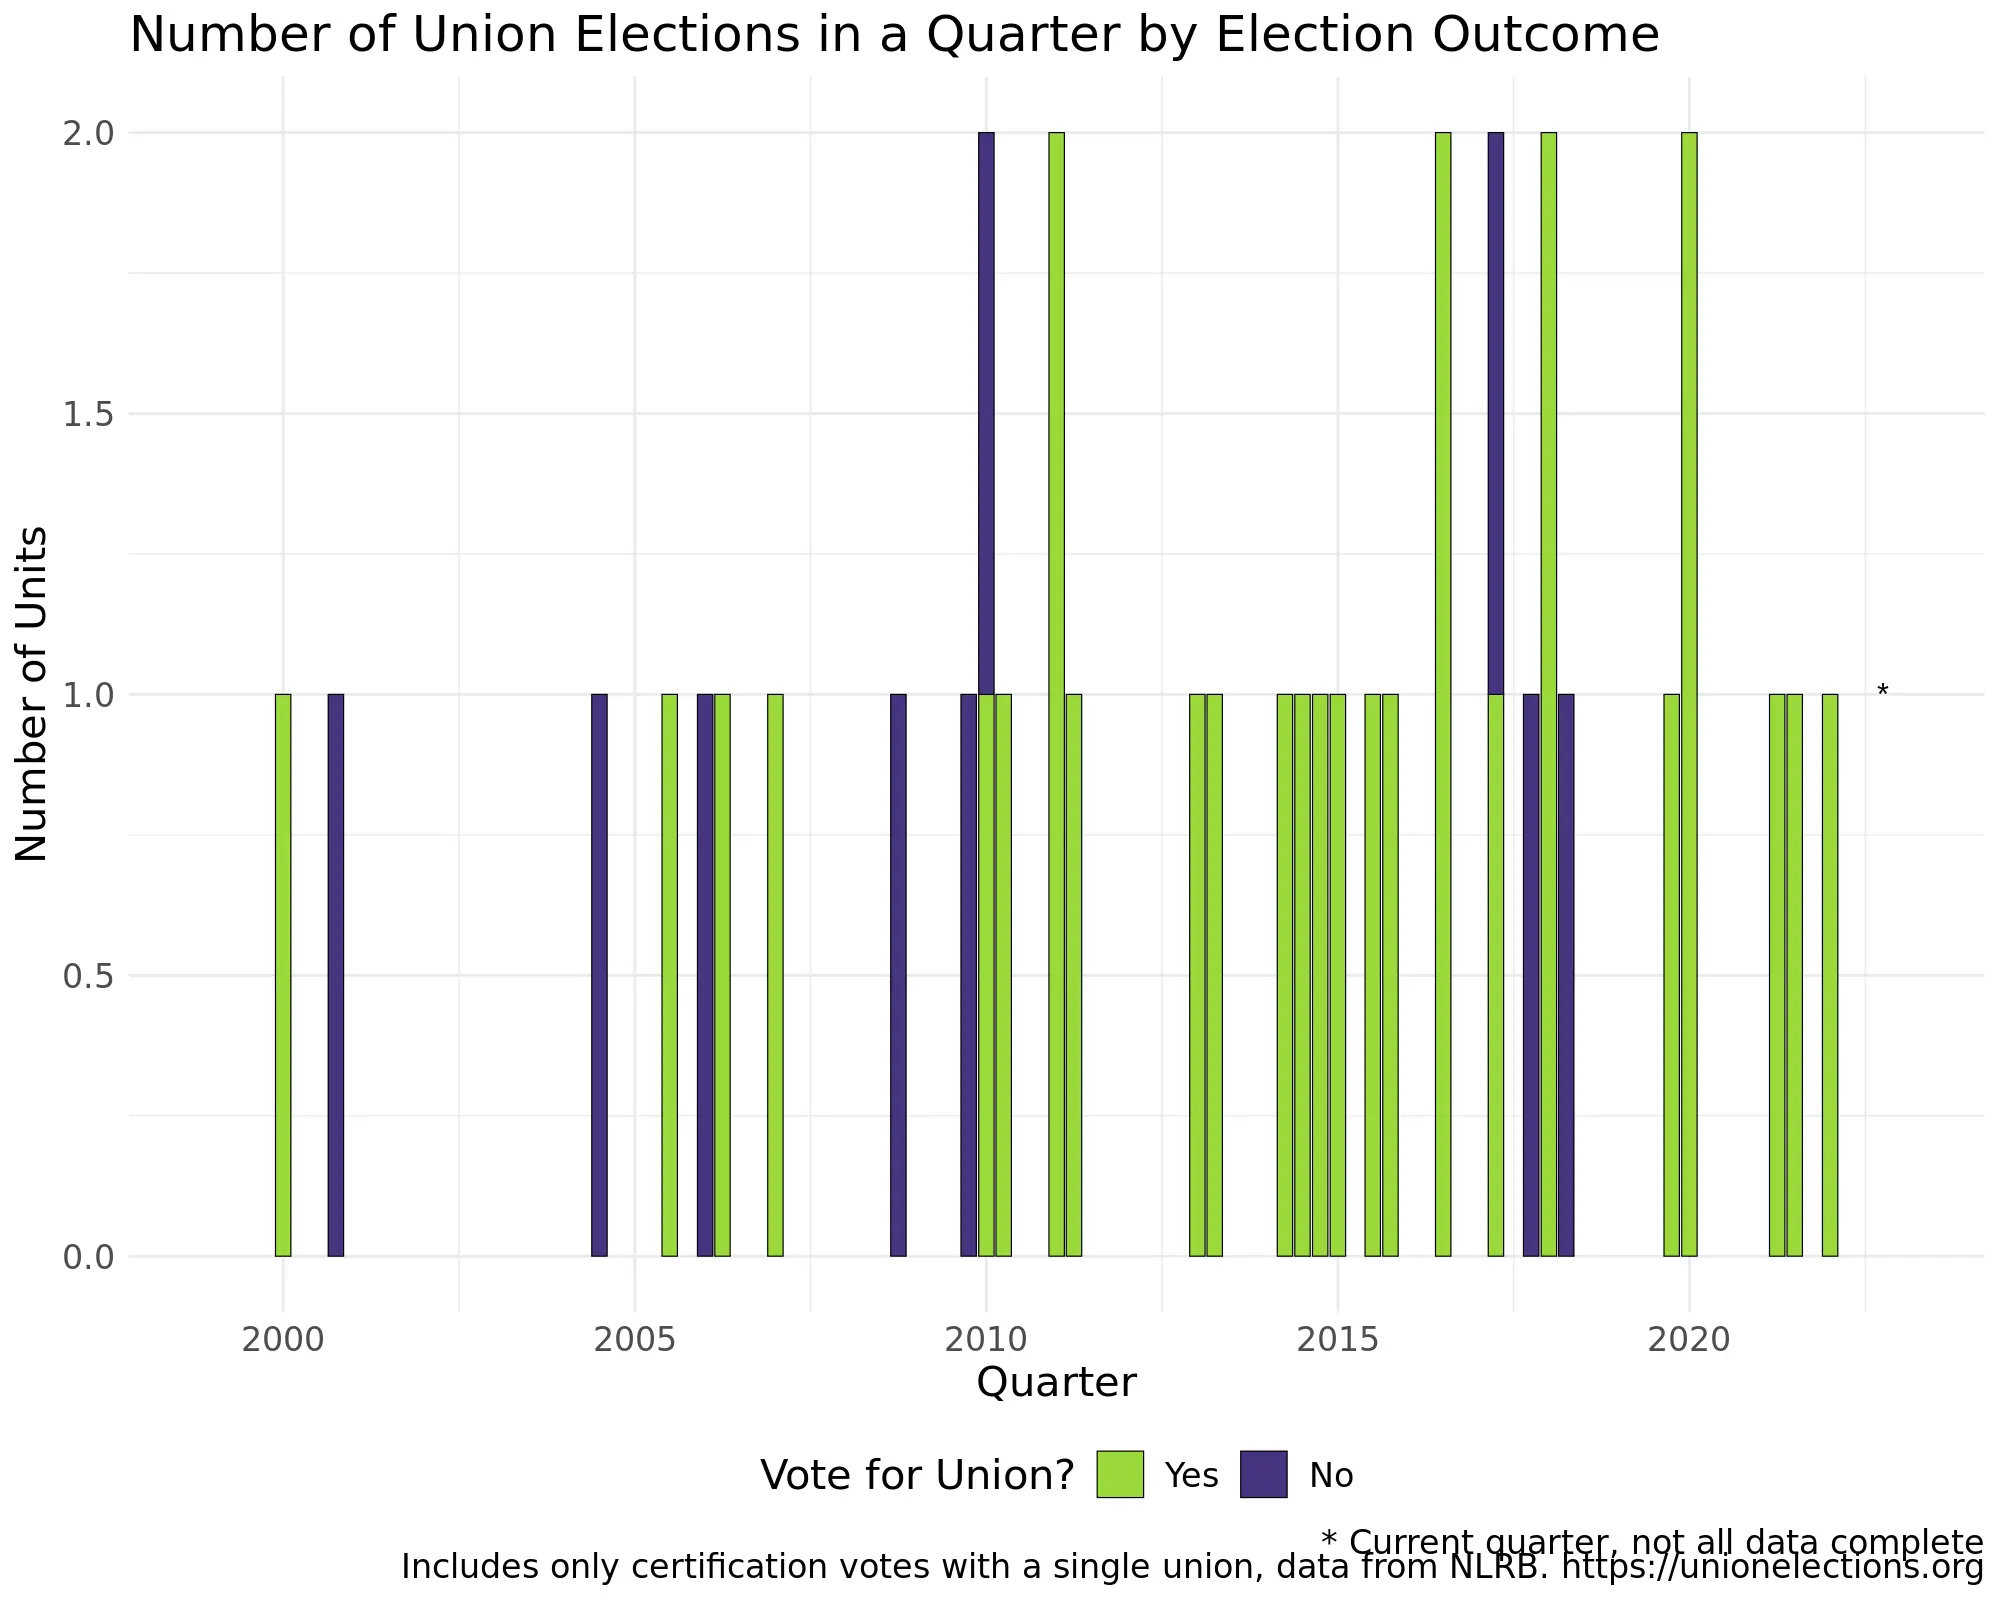 Number of Union Elections in a Quarter by Election Outcome
2.0
1.5
1.0
0.5
0.0
Number of Units
*
2000 2005 2010 2015 2020
Quarter
Vote for Union? Yes No
* Current quarter, not all data complete
Includes only certification votes with a single union, data from NLRB. https://unionelections.org